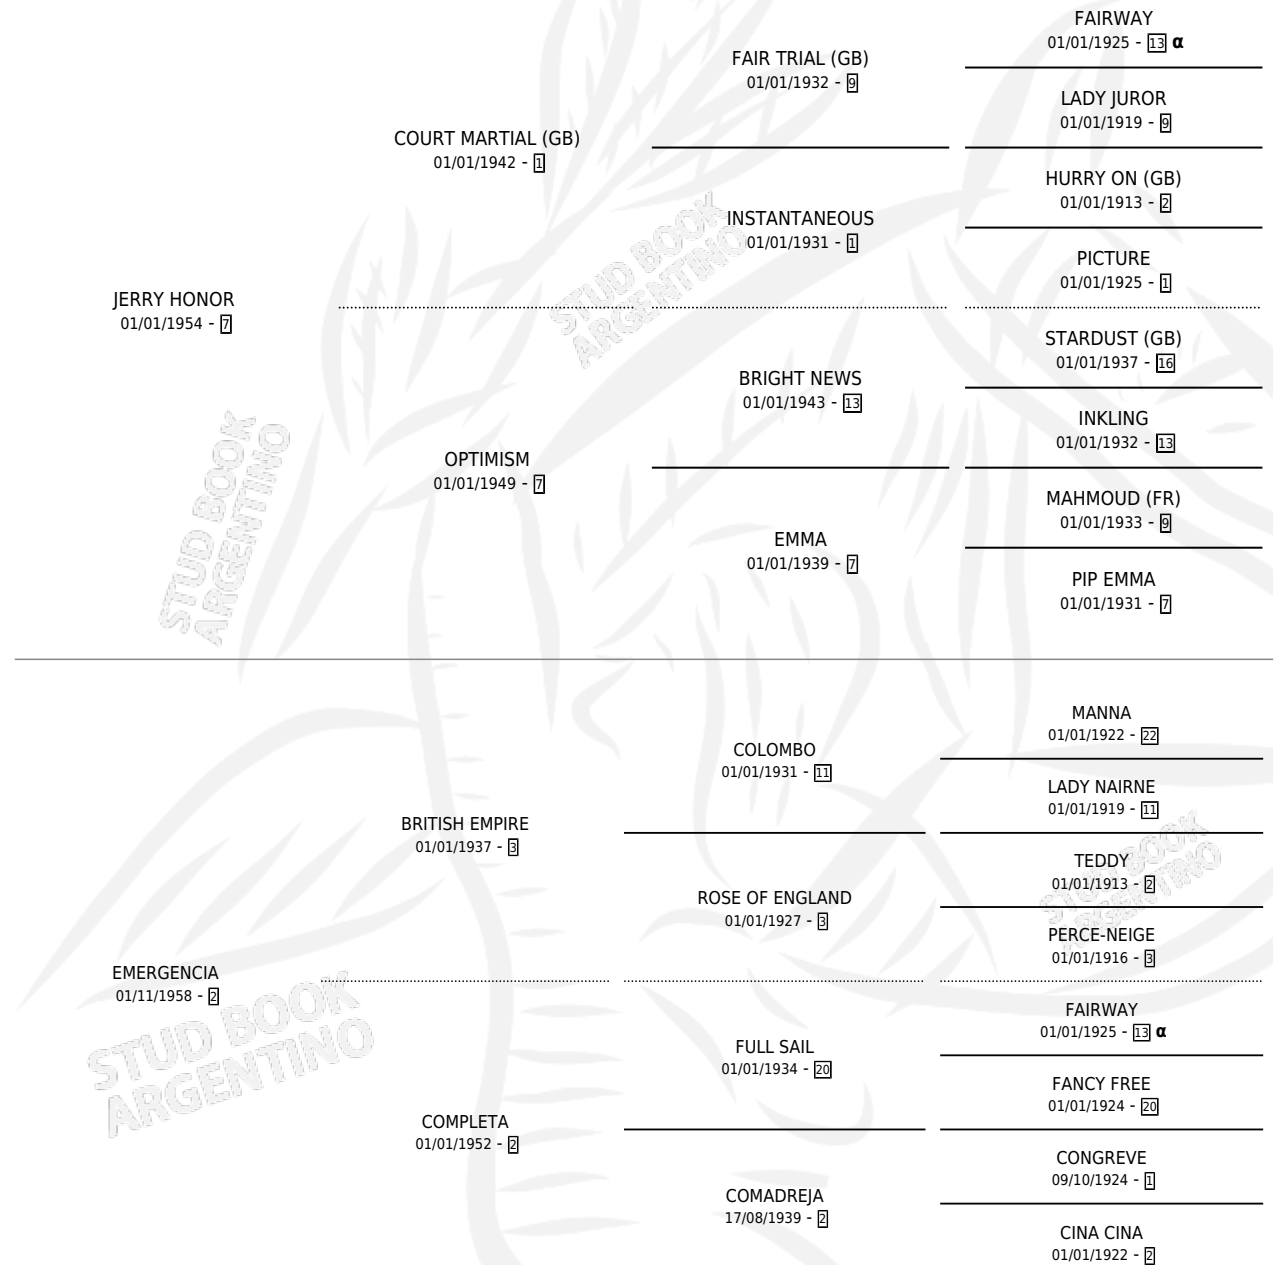 JERRY HONOR
01/01/1954 - 7
COURT MARTIAL (GB)
01/01/1942 - 1
FAIR TRIAL (GB)
01/01/1932 - 9
FAIRWAY
01/01/1925 - 13 α
LADY JUROR
01/01/1919 - 9
INSTANTANEOUS
01/01/1931 - 1
HURRY ON (GB)
01/01/1913 - 2
PICTURE
01/01/1925 - 1
OPTIMISM
01/01/1949 - 7
BRIGHT NEWS
01/01/1943 - 13
STARDUST (GB)
01/01/1937 - 16
INKLING
01/01/1932 - 13
EMMA
01/01/1939 - 7
MAHMOUD (FR)
01/01/1933 - 9
PIP EMMA
01/01/1931 - 7
EMERGENCIA
01/11/1958 - 2
BRITISH EMPIRE
01/01/1937 - 3
COLOMBO
01/01/1931 - 11
MANNA
01/01/1922 - 22
LADY NAIRNE
01/01/1919 - 11
ROSE OF ENGLAND
01/01/1927 - 3
TEDDY
01/01/1913 - 2
PERCE-NEIGE
01/01/1916 - 3
COMPLETA
01/01/1952 - 2
FULL SAIL
01/01/1934 - 20
FAIRWAY
01/01/1925 - 13 α
FANCY FREE
01/01/1924 - 20
COMADREJA
17/08/1939 - 2
CONGREVE
09/10/1924 - 1
CINA CINA
01/01/1922 - 2
STUD BOOK
ARGENTINO
STUD BOOK
ARGENTINO
STUD BOOK
ARGENTINO
STUD BOOK
ARGENTINO